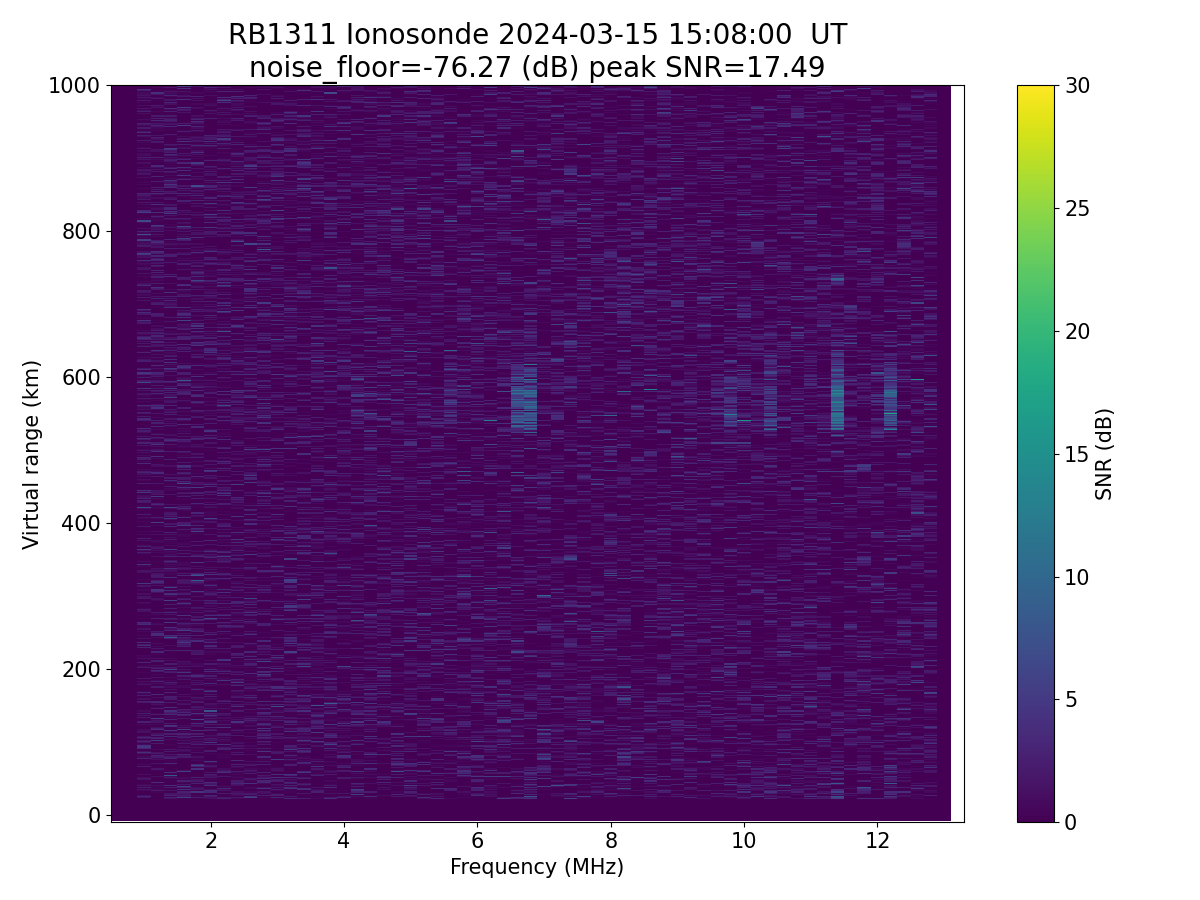 RB1311 Ionosonde 2024-03-15 15:08:00  UT
noise_floor=-76.27 (dB) peak SNR=17.49
1000
800
600
400
200
0
Virtual range (km)
2 4 6 8 10 12
Frequency (MHz)
30
25
20
15
10
5
0
SNR (dB)